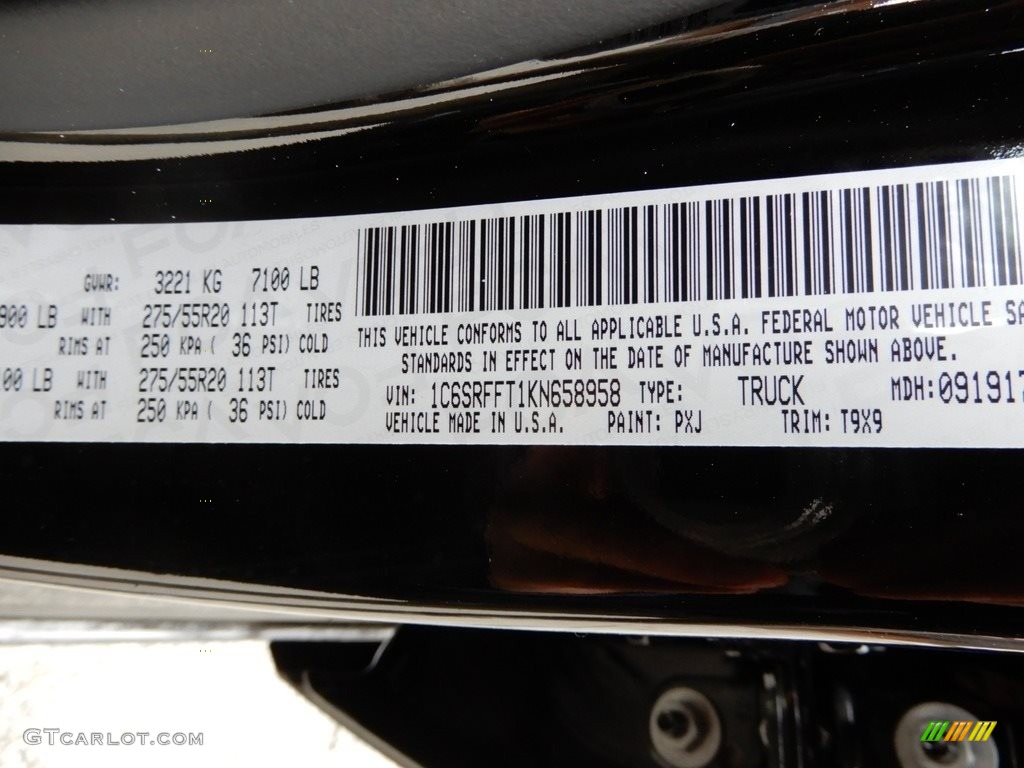 GVWR: 3221 KG 7100 LB
900 LB WITH 275/55R20 113T TIRES
RIMS AT 250 KPA ( 36 PSI) COLD
00 LB WITH 275/55R20 113T TIRES
RIMS AT 250 KPA ( 36 PSI) COLD
THIS VEHICLE CONFORMS TO ALL APPLICABLE U.S.A. FEDERAL MOTOR VEHICLE SA
STANDARDS IN EFFECT ON THE DATE OF MANUFACTURE SHOWN ABOVE.
VIN: 1C6SRFFT1KN658958 TYPE: TRUCK MDH: 091917
VEHICLE MADE IN U.S.A. PAINT: PXJ TRIM: T9X9
GTCARLOT.COM